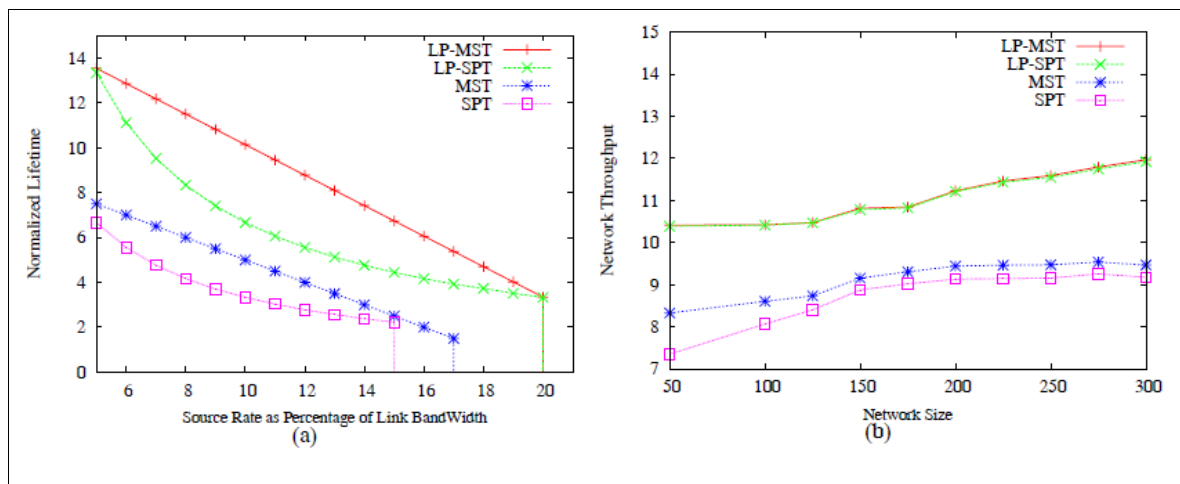 LP-MST
LP-SPT
MST
SPT
14
12
10
8
6
4
2
0
Normalized Lifetime
6 8 10 12 14 16 18 20
Source Rate as Percentage of Link BandWidth
(a)
LP-MST
LP-SPT
MST
SPT
15
14
13
12
11
10
9
8
7
Network Throughput
50 100 150 200 250 300
Network Size
(b)